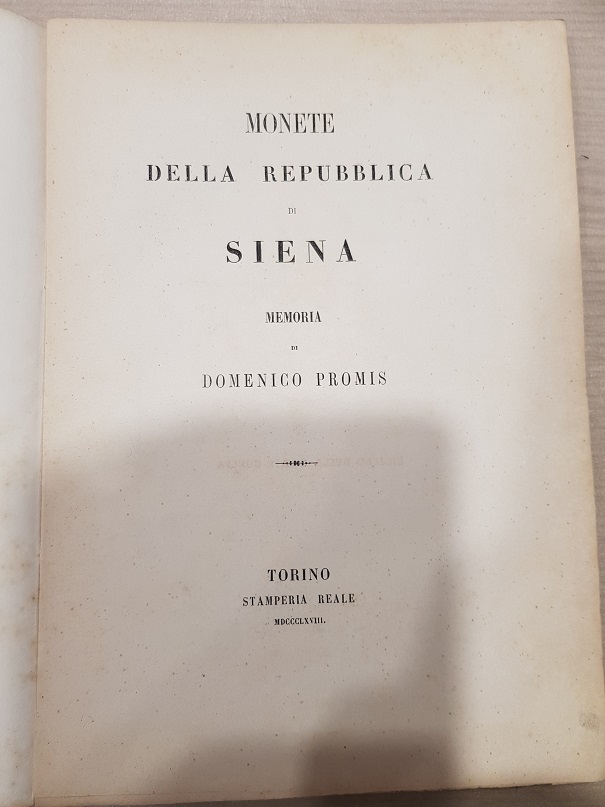 MONETE
DELLA REPUBBLICA
DI
SIENA
MEMORIA
DI
DOMENICO PROMIS
TORINO
STAMPERIA REALE
MDCCCLXVIII.